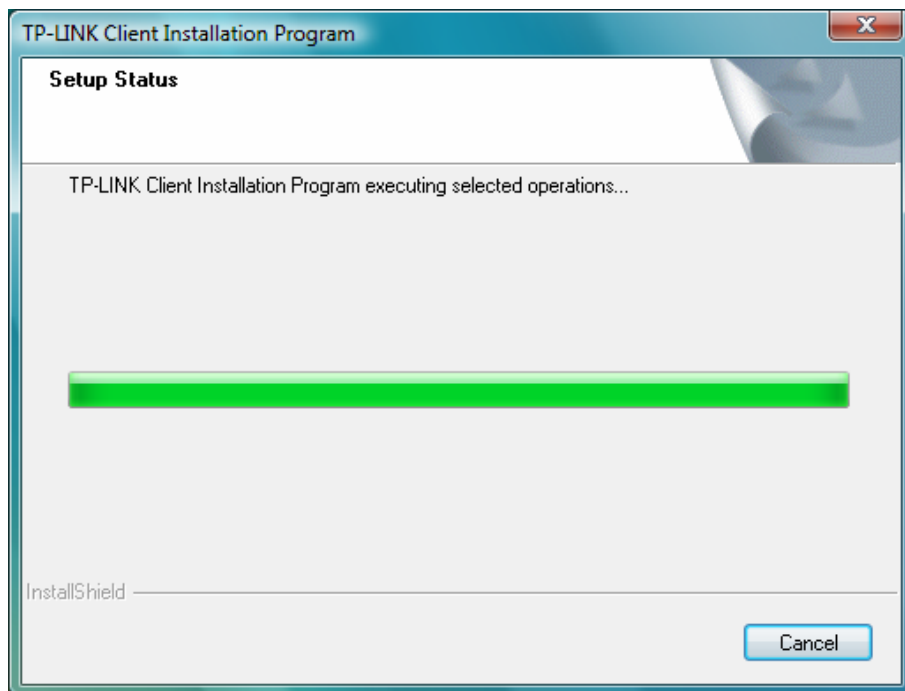 TP-LINK Client Installation Program
Setup Status
TP-LINK Client Installation Program executing selected operations...
InstallShield
Cancel